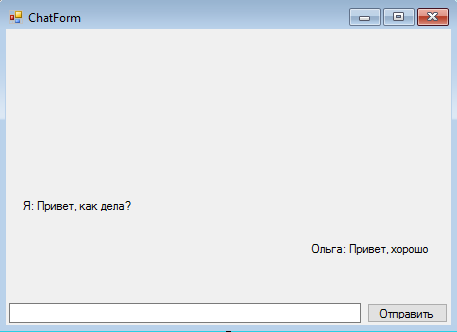 ChatForm
Я: Привет, как дела?
Ольга: Привет, хорошо
Отправить